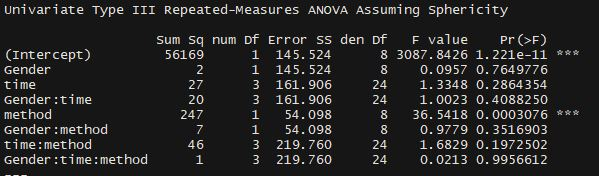 Univariate Type III Repeated-Measures ANOVA Assuming Sphericity
Sum Sq num Df Error SS den Df F value Pr(>F)
(Intercept) 56169 1 145.524 8 3087.8426 1.221e-11 ***
Gender 2 1 145.524 8 0.0957 0.7649776
time 27 3 161.906 24 1.3348 0.2864354
Gender:time 20 3 161.906 24 1.0023 0.4088250
method 247 1 54.098 8 36.5418 0.0003076 ***
Gender:method 7 1 54.098 8 0.9779 0.3516903
time:method 46 3 219.760 24 1.6829 0.1972502
Gender:time:method 1 3 219.760 24 0.0213 0.9956612